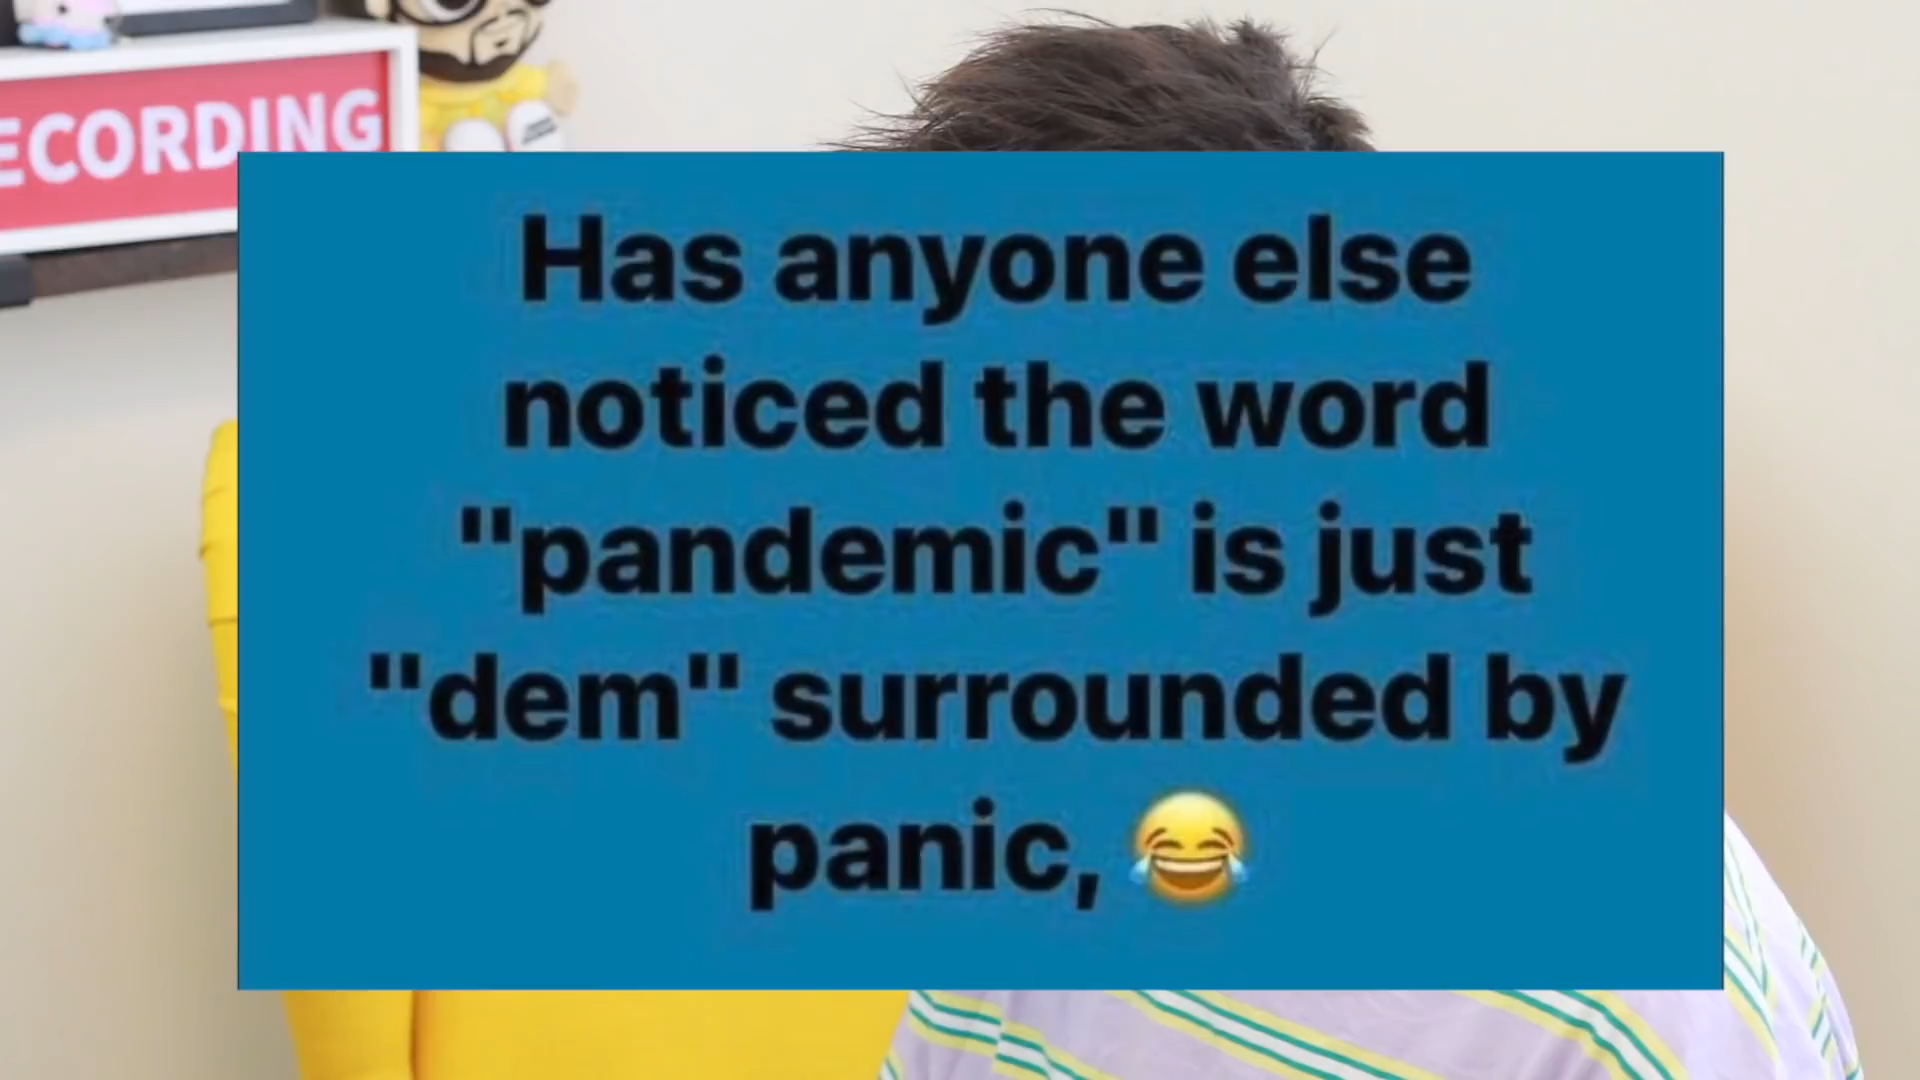 ECORDING
Has anyone else
noticed the word
"pandemic" is just
"dem" surrounded by
panic, 😂